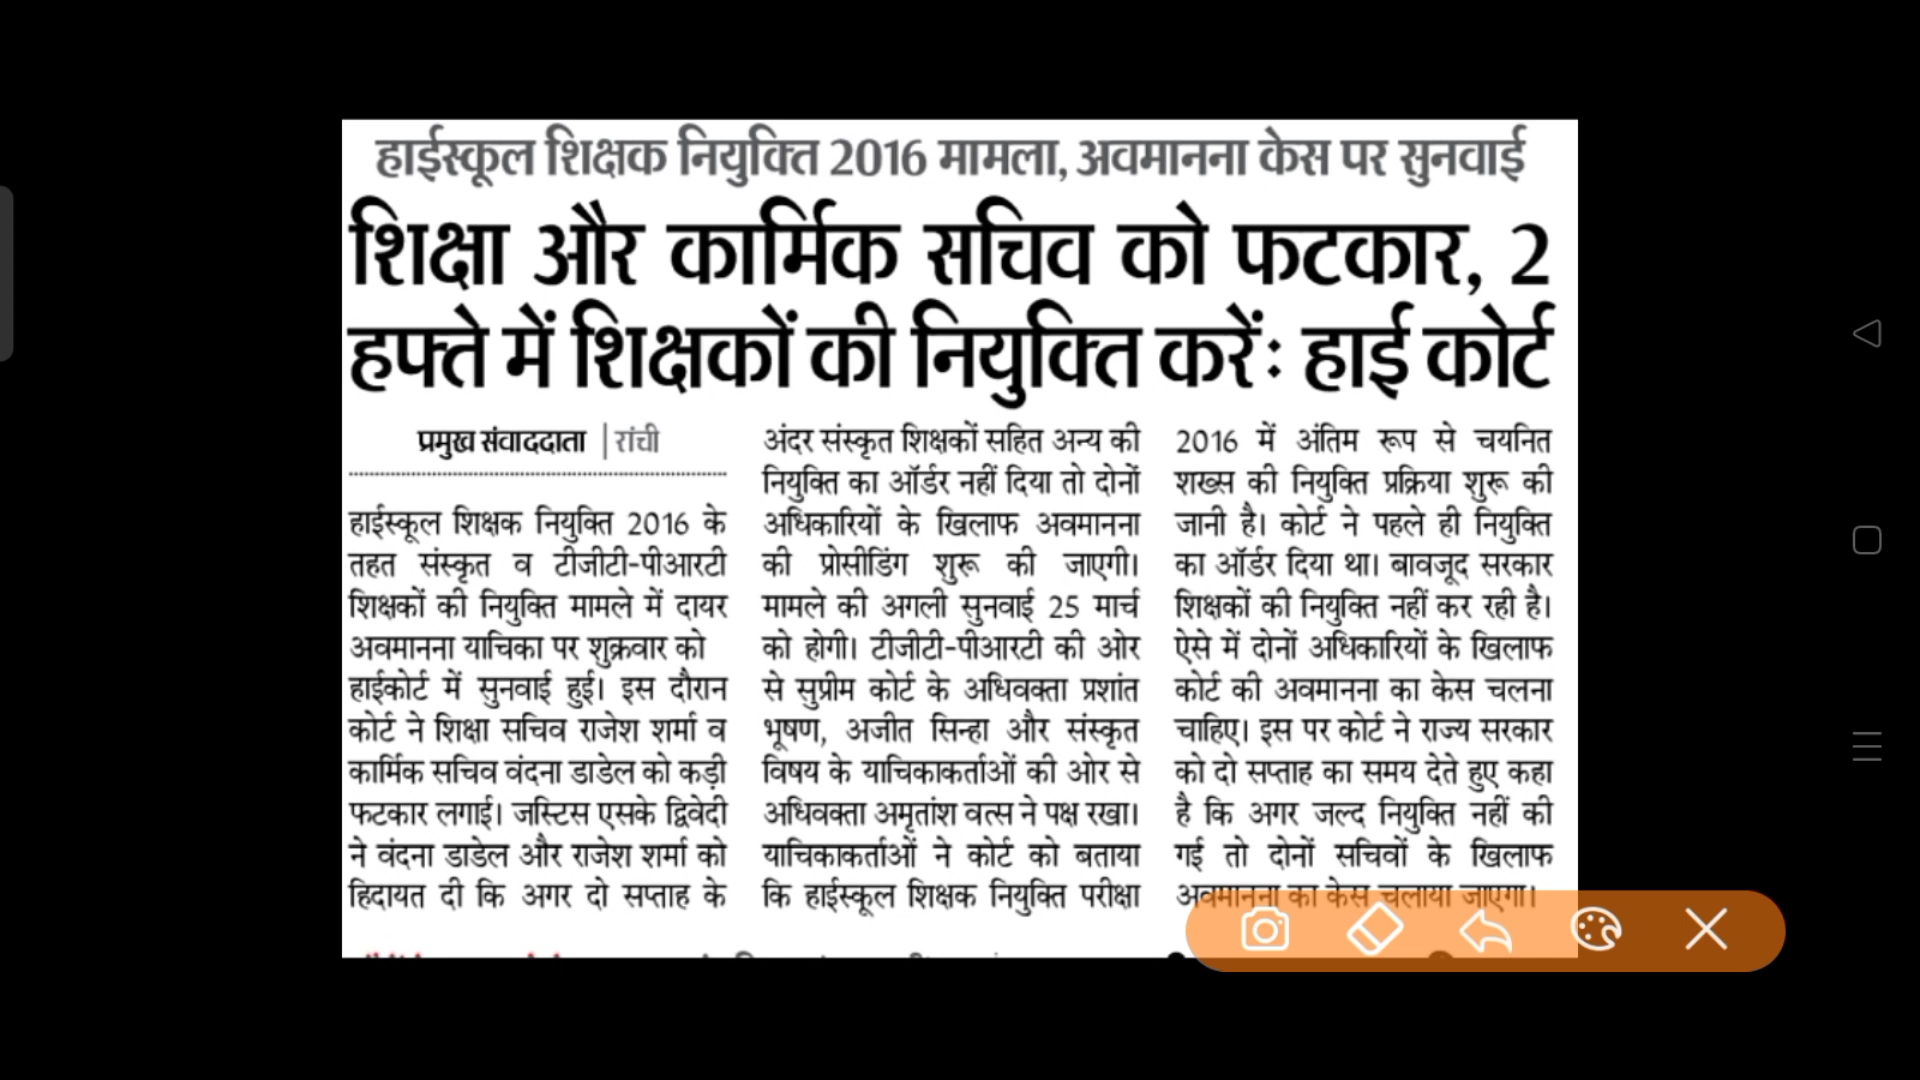 हाईस्कूल शिक्षक नियुक्ति 2016 मामला, अवमानना केस पर सुनवाई
शिक्षा और कार्मिक सचिव को फटकार, 2
हफ्ते में शिक्षकों की नियुक्ति करें: हाई कोर्ट
प्रमुख संवाददाता | रांची
हाईस्कूल शिक्षक नियुक्ति 2016 के
तहत संस्कृत व टीजीटी-पीआरटी
शिक्षकों की नियुक्ति मामले में दायर
अवमानना याचिका पर शुक्रवार को
हाईकोर्ट में सुनवाई हुई। इस दौरान
कोर्ट ने शिक्षा सचिव राजेश शर्मा व
कार्मिक सचिव वंदना डाडेल को कड़ी
फटकार लगाई। जस्टिस एसके द्विवेदी
ने वंदना डाडेल और राजेश शर्मा को
हिदायत दी कि अगर दो सप्ताह के
अंदर संस्कृत शिक्षकों सहित अन्य की
नियुक्ति का ऑर्डर नहीं दिया तो दोनों
अधिकारियों के खिलाफ अवमानना
की प्रोसीडिंग शुरू की जाएगी।
मामले की अगली सुनवाई 25 मार्च
को होगी। टीजीटी-पीआरटी की ओर
से सुप्रीम कोर्ट के अधिवक्ता प्रशांत
भूषण, अजीत सिन्हा और संस्कृत
विषय के याचिकाकर्ताओं की ओर से
अधिवक्ता अमृतांश वत्स ने पक्ष रखा।
याचिकाकर्ताओं ने कोर्ट को बताया
कि हाईस्कूल शिक्षक नियुक्ति परीक्षा
2016 में अंतिम रूप से चयनित
शख्स की नियुक्ति प्रक्रिया शुरू की
जानी है। कोर्ट ने पहले ही नियुक्ति
का ऑर्डर दिया था। बावजूद सरकार
शिक्षकों की नियुक्ति नहीं कर रही है।
ऐसे में दोनों अधिकारियों के खिलाफ
कोर्ट की अवमानना का केस चलना
चाहिए। इस पर कोर्ट ने राज्य सरकार
को दो सप्ताह का समय देते हुए कहा
है कि अगर जल्द नियुक्ति नहीं की
गई तो दोनों सचिवों के खिलाफ
अवमानना का केस चलाया जाएगा।